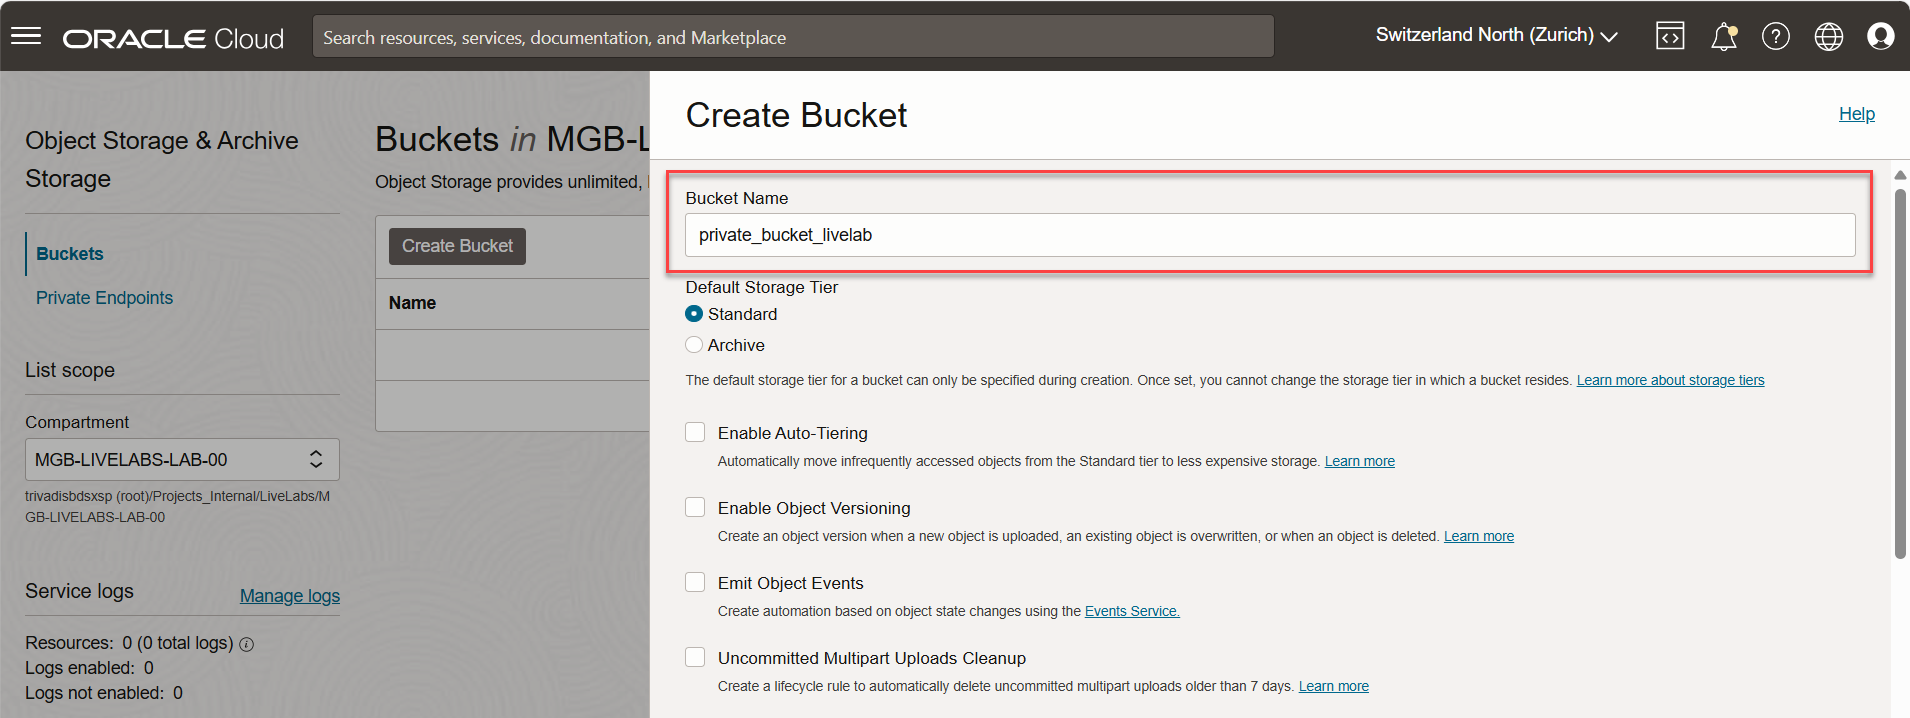 ORACLE Cloud
Search resources, services, documentation, and Marketplace
Switzerland North (Zurich)
Object Storage & Archive
Storage
Buckets
Private Endpoints
List scope
Compartment
MGB-LIVELABS-LAB-00
trivadisbdsxsp (root)/Projects_Internal/LiveLabs/M
GB-LIVELABS-LAB-00
Service logs
Manage logs
Resources: 0 (0 total logs)
Logs enabled: 0
Logs not enabled: 0
Buckets in MGB-L
Object Storage provides unlimited,
Create Bucket
Name
Create Bucket
Help
Bucket Name
private_bucket_livelab
Default Storage Tier
Standard
Archive
The default storage tier for a bucket can only be specified during creation. Once set, you cannot change the storage tier in which a bucket resides. Learn more about storage tiers
Enable Auto-Tiering
Automatically move infrequently accessed objects from the Standard tier to less expensive storage. Learn more
Enable Object Versioning
Create an object version when a new object is uploaded, an existing object is overwritten, or when an object is deleted. Learn more
Emit Object Events
Create automation based on object state changes using the Events Service.
Uncommitted Multipart Uploads Cleanup
Create a lifecycle rule to automatically delete uncommitted multipart uploads older than 7 days. Learn more